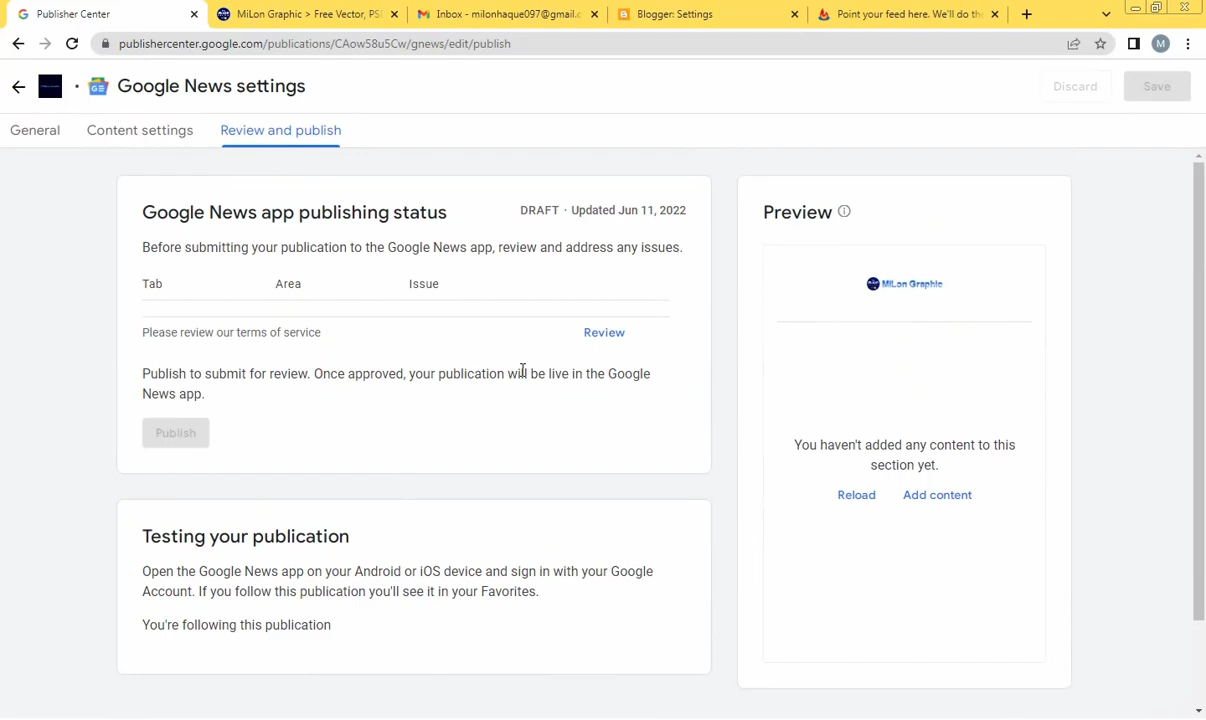 Publisher Center
MiLon Graphic > Free Vector, PS
Inbox - milonhaque097@gmail.c
Blogger: Settings
Point your feed here. We'll do th
publishercenter.google.com/publications/CAow58u5Cw/gnews/edit/publish
M
Google News settings
Discard
Save
General
Content settings
Review and publish
Google News app publishing status
DRAFT · Updated Jun 11, 2022
Before submitting your publication to the Google News app, review and address any issues.
Tab
Area
Issue
Please review our terms of service
Review
Publish to submit for review. Once approved, your publication will be live in the Google
News app.
Publish
Preview
MiLon Graphic
You haven't added any content to this
section yet.
Reload
Add content
Testing your publication
Open the Google News app on your Android or iOS device and sign in with your Google
Account. If you follow this publication you'll see it in your Favorites.
You're following this publication